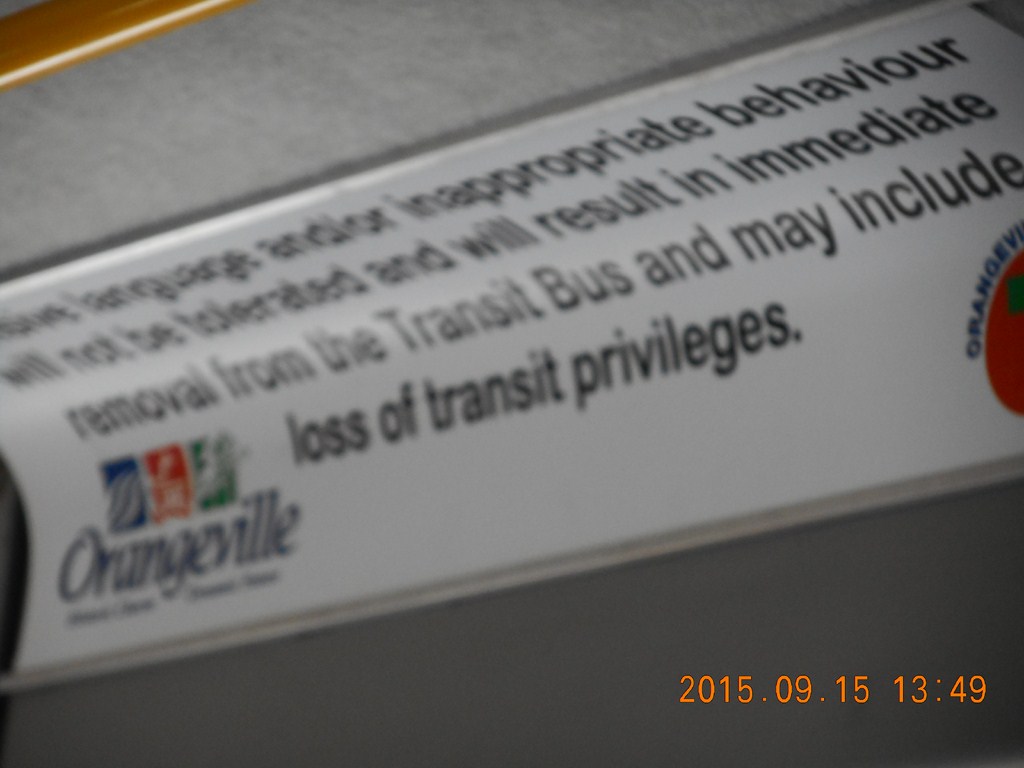 language and/or inappropriate behaviour
will not be tolerated and will result in immediate
removal from the Transit Bus and may include
loss of transit privileges.
Orangeville
2015.09.15 13:49